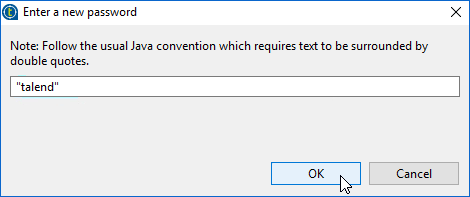 Enter a new password
Note: Follow the usual Java convention which requires text to be surrounded by
double quotes.
"talend"
OK
Cancel